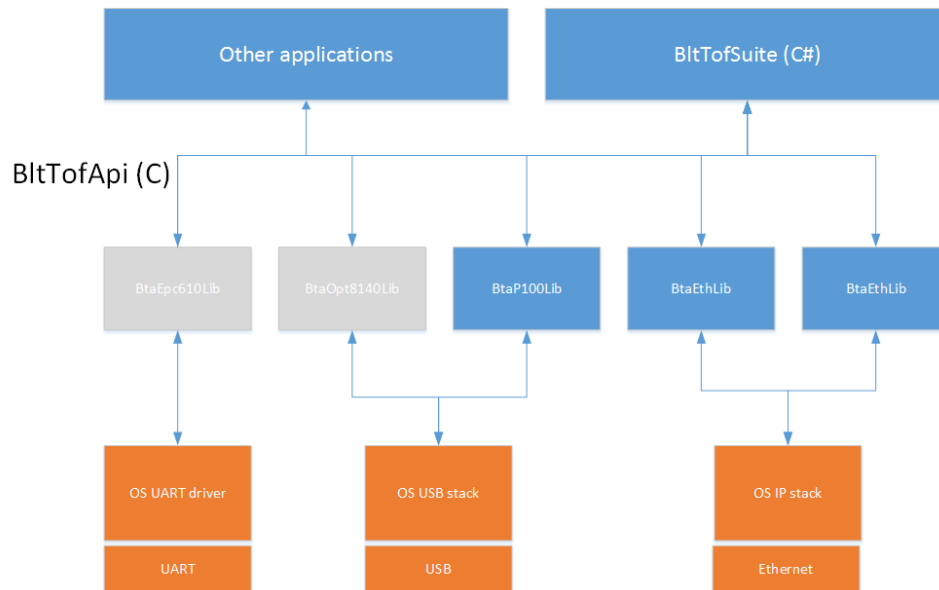 Other applications
BltTofSuite (C#)
BltTofApi (C)
BtaEpc610Lib
BtaOpt8140Lib
BtaP100Lib
BtaEthLib
BtaEthLib
OS UART driver
OS USB stack
OS IP stack
UART
USB
Ethernet